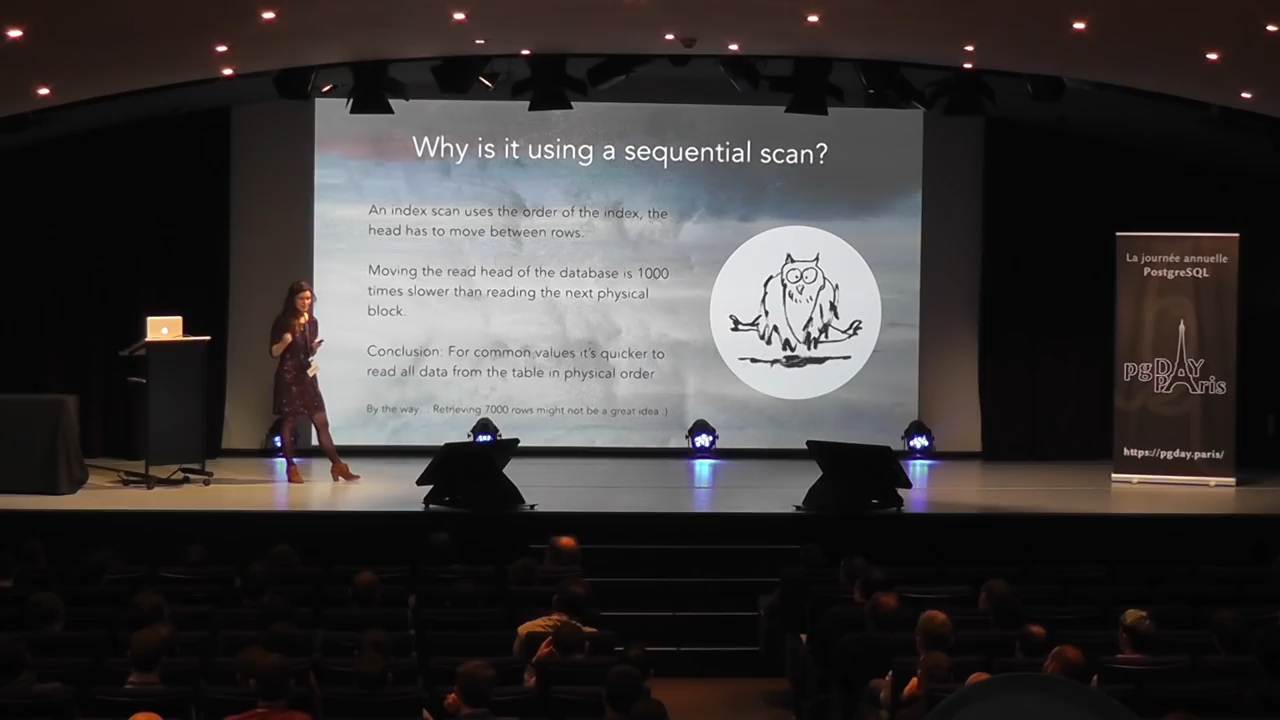 Why is it using a sequential scan?
An index scan uses the order of the index, the
head has to move between rows.
Moving the read head of the database is 1000
times slower than reading the next physical
block.
Conclusion: For common values it's quicker to
read all data from the table in physical order
By the way... Retrieving 7000 rows might not be a great idea :)
La journée annuelle
PostgreSQL
pgDAY
PAris
https://pgday.paris/